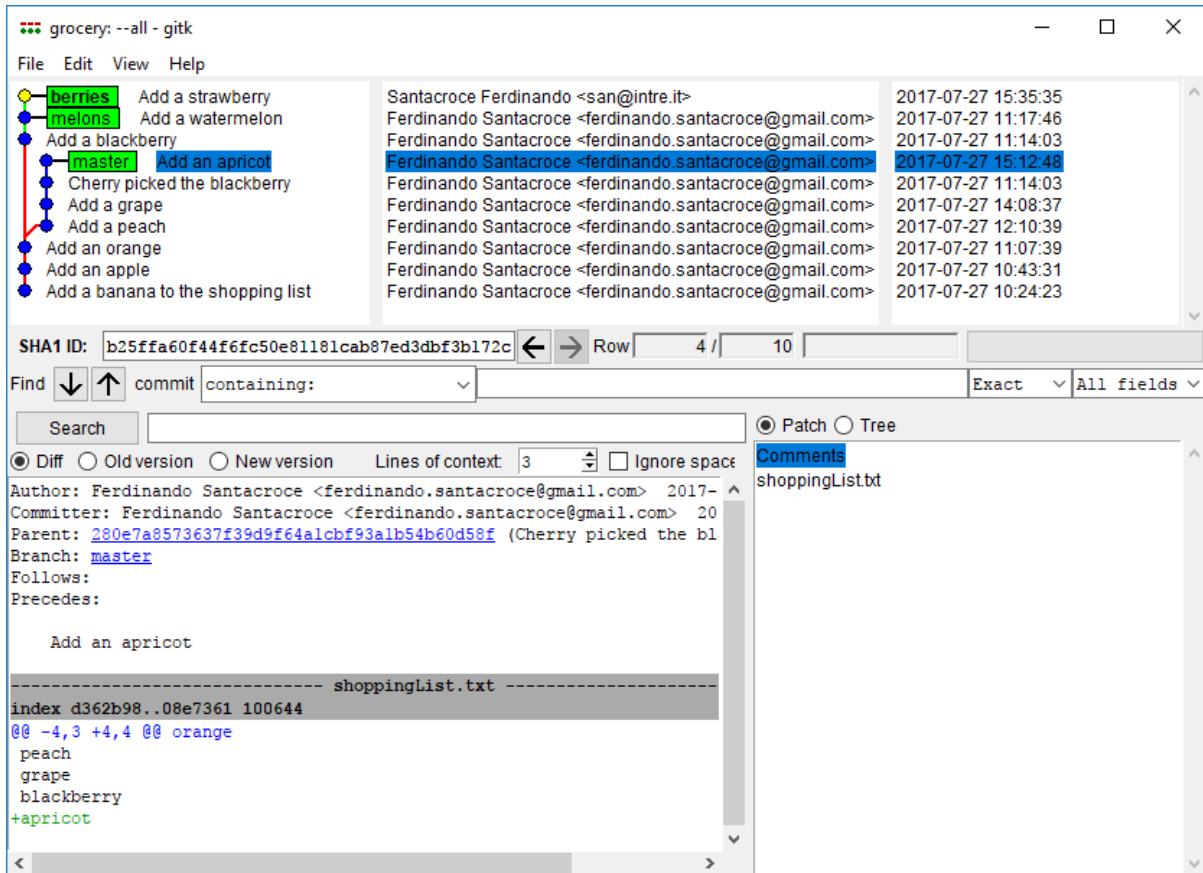 grocery: --all - gitk
File Edit View Help
berries Add a strawberry Santacroce Ferdinando <san@intre.it> 2017-07-27 15:35:35
melons Add a watermelon Ferdinando Santacroce <ferdinando.santacroce@gmail.com> 2017-07-27 11:17:46
Add a blackberry Ferdinando Santacroce <ferdinando.santacroce@gmail.com> 2017-07-27 11:14:03
master Add an apricot Ferdinando Santacroce <ferdinando.santacroce@gmail.com> 2017-07-27 15:12:48
Cherry picked the blackberry Ferdinando Santacroce <ferdinando.santacroce@gmail.com> 2017-07-27 11:14:03
Add a grape Ferdinando Santacroce <ferdinando.santacroce@gmail.com> 2017-07-27 14:08:37
Add a peach Ferdinando Santacroce <ferdinando.santacroce@gmail.com> 2017-07-27 12:10:39
Add an orange Ferdinando Santacroce <ferdinando.santacroce@gmail.com> 2017-07-27 11:07:39
Add an apple Ferdinando Santacroce <ferdinando.santacroce@gmail.com> 2017-07-27 10:43:31
Add a banana to the shopping list Ferdinando Santacroce <ferdinando.santacroce@gmail.com> 2017-07-27 10:24:23
SHA1 ID: b25ffa60f44f6fc50e81181cab87ed3dbf3b172c Row 4 / 10
Find commit containing: Exact All fields
Search Patch Tree
Diff Old version New version Lines of context: 3 Ignore space
Comments
shoppingList.txt
Author: Ferdinando Santacroce <ferdinando.santacroce@gmail.com> 2017-
Committer: Ferdinando Santacroce <ferdinando.santacroce@gmail.com> 20
Parent: 280e7a8573637f39d9f64a1cbf93a1b54b60d58f (Cherry picked the bl
Branch: master
Follows:
Precedes:
Add an apricot
------------------------------ shoppingList.txt ---------------------
index d362b98..08e7361 100644
@@ -4,3 +4,4 @@ orange
peach
grape
blackberry
+apricot